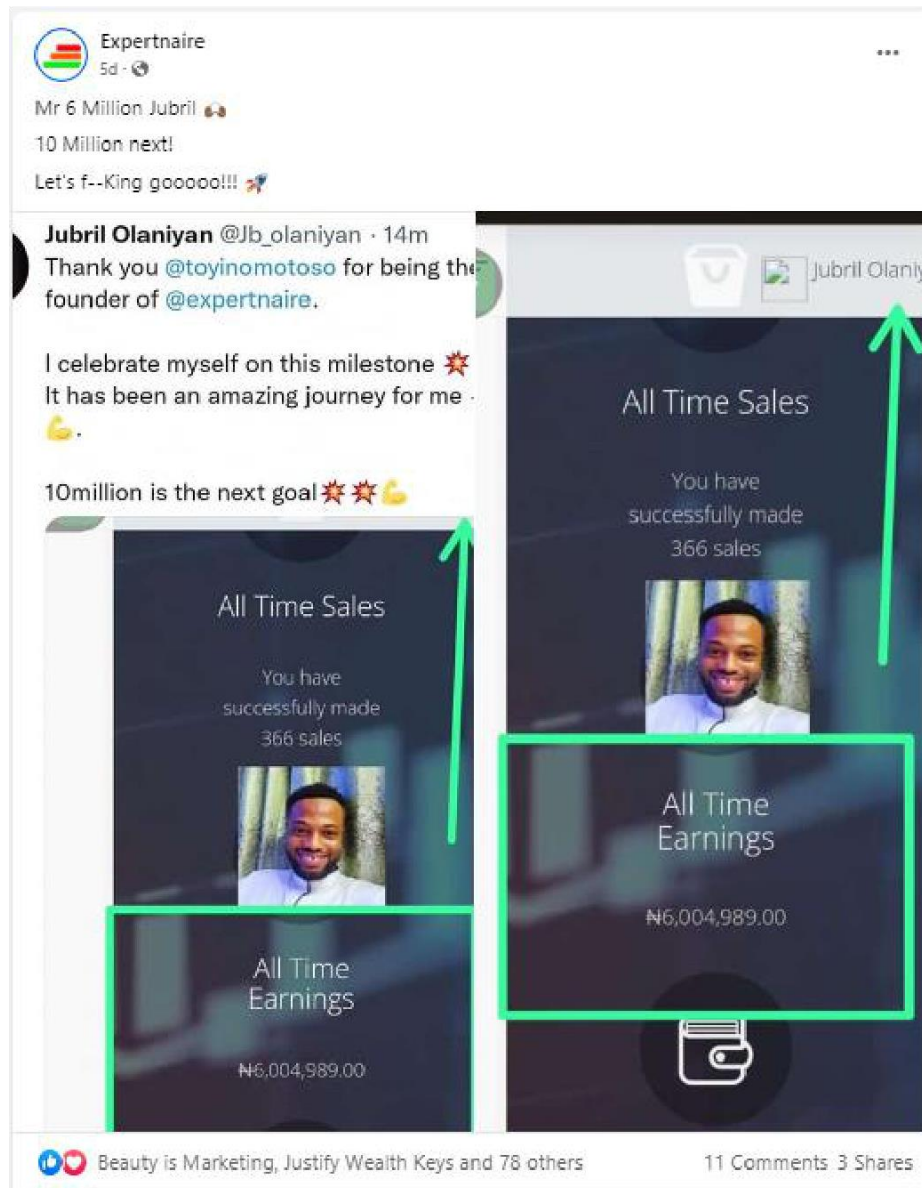 Expertnaire
5d ·
Mr 6 Million Jubril 🙌🏾
10 Million next!
Let's f--King gooooo!!! 🚀
Jubril Olaniyan @Jb_olaniyan · 14m
Thank you @toyinomotoso for being the
founder of @expertnaire.
I celebrate myself on this milestone 💥
It has been an amazing journey for me
💪.
10million is the next goal💥💥💪
All Time Sales
You have
successfully made
366 sales
All Time
Earnings
₦6,004,989.00
Jubril Olaniy
All Time Sales
You have
successfully made
366 sales
All Time
Earnings
₦6,004,989.00
Beauty is Marketing, Justify Wealth Keys and 78 others
11 Comments 3 Shares